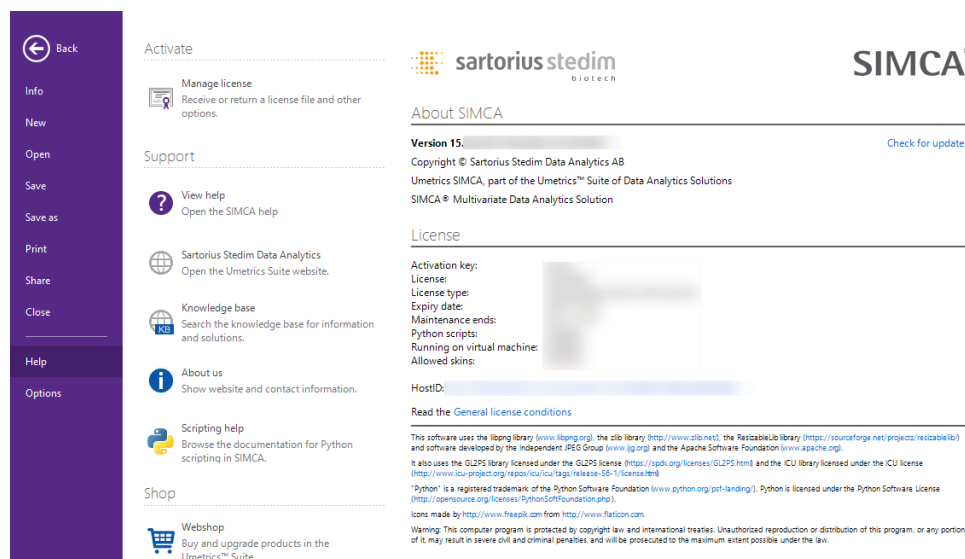 Back
Info
New
Open
Save
Save as
Print
Share
Close
Help
Options
Activate
Manage license
Receive or return a license file and other
options.
Support
View help
Open the SIMCA help
Sartorius Stedim Data Analytics
Open the Umetrics Suite website.
KB
Knowledge base
Search the knowledge base for information
and solutions.
About us
Show website and contact information.
Scripting help
Browse the documentation for Python
scripting in SIMCA.
Shop
Webshop
Buy and upgrade products in the
Umetrics™ Suite
sartorius stedim
biotech
SIMCA
About SIMCA
Version 15.
Check for update
Copyright © Sartorius Stedim Data Analytics AB
Umetrics SIMCA, part of the Umetrics™ Suite of Data Analytics Solutions
SIMCA® Multivariate Data Analytics Solution
License
Activation key:
License:
License type:
Expiry date:
Maintenance ends:
Python scripts:
Running on virtual machine:
Allowed skins:
HostID:
Read the General license conditions
This software uses the libpng library (www.libpng.org), the zlib library (http://www.zlib.net/), the ResizableLib library (https://sourceforge.net/projects/resizablelib/)
and software developed by the Independent JPEG Group (www.ijg.org) and the Apache Software Foundation (www.apache.org).
It also uses the GL2PS library licensed under the GL2PS license (https://spdx.org/licenses/GL2PS.html) and the ICU library licensed under the ICU license
(http://www.icu-project.org/repos/icu/icu/tags/release-56-1/license.html)
"Python" is a registered trademark of the Python Software Foundation (www.python.org/psf-landing/). Python is licensed under the Python Software License
(http://opensource.org/licenses/PythonSoftFoundation.php).
Icons made by http://www.freepik.com from http://www.flaticon.com.
Warning: This computer program is protected by copyright law and international treaties. Unauthorized reproduction or distribution of this program, or any portion
of it, may result in severe civil and criminal penalties, and will be prosecuted to the maximum extent possible under the law.